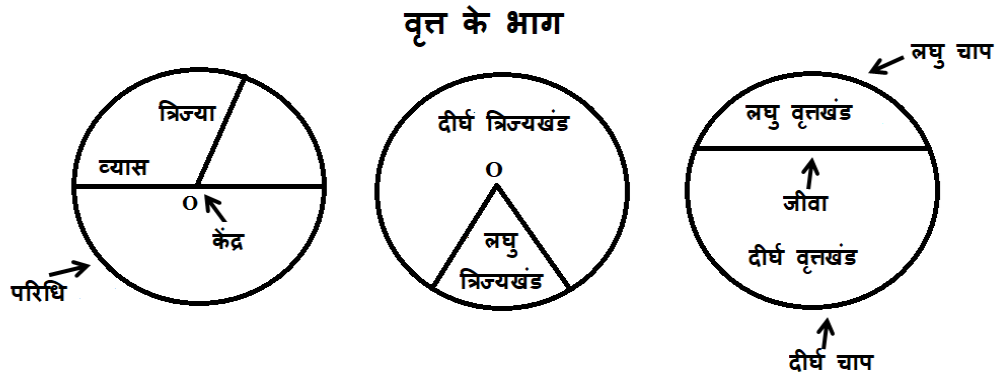 वृत्त के भाग
त्रिज्या
व्यास
O
केंद्र
परिधि
दीर्घ त्रिज्यखंड
O
लघु
त्रिज्यखंड
लघु चाप
लघु वृत्तखंड
जीवा
दीर्घ वृत्तखंड
दीर्घ चाप